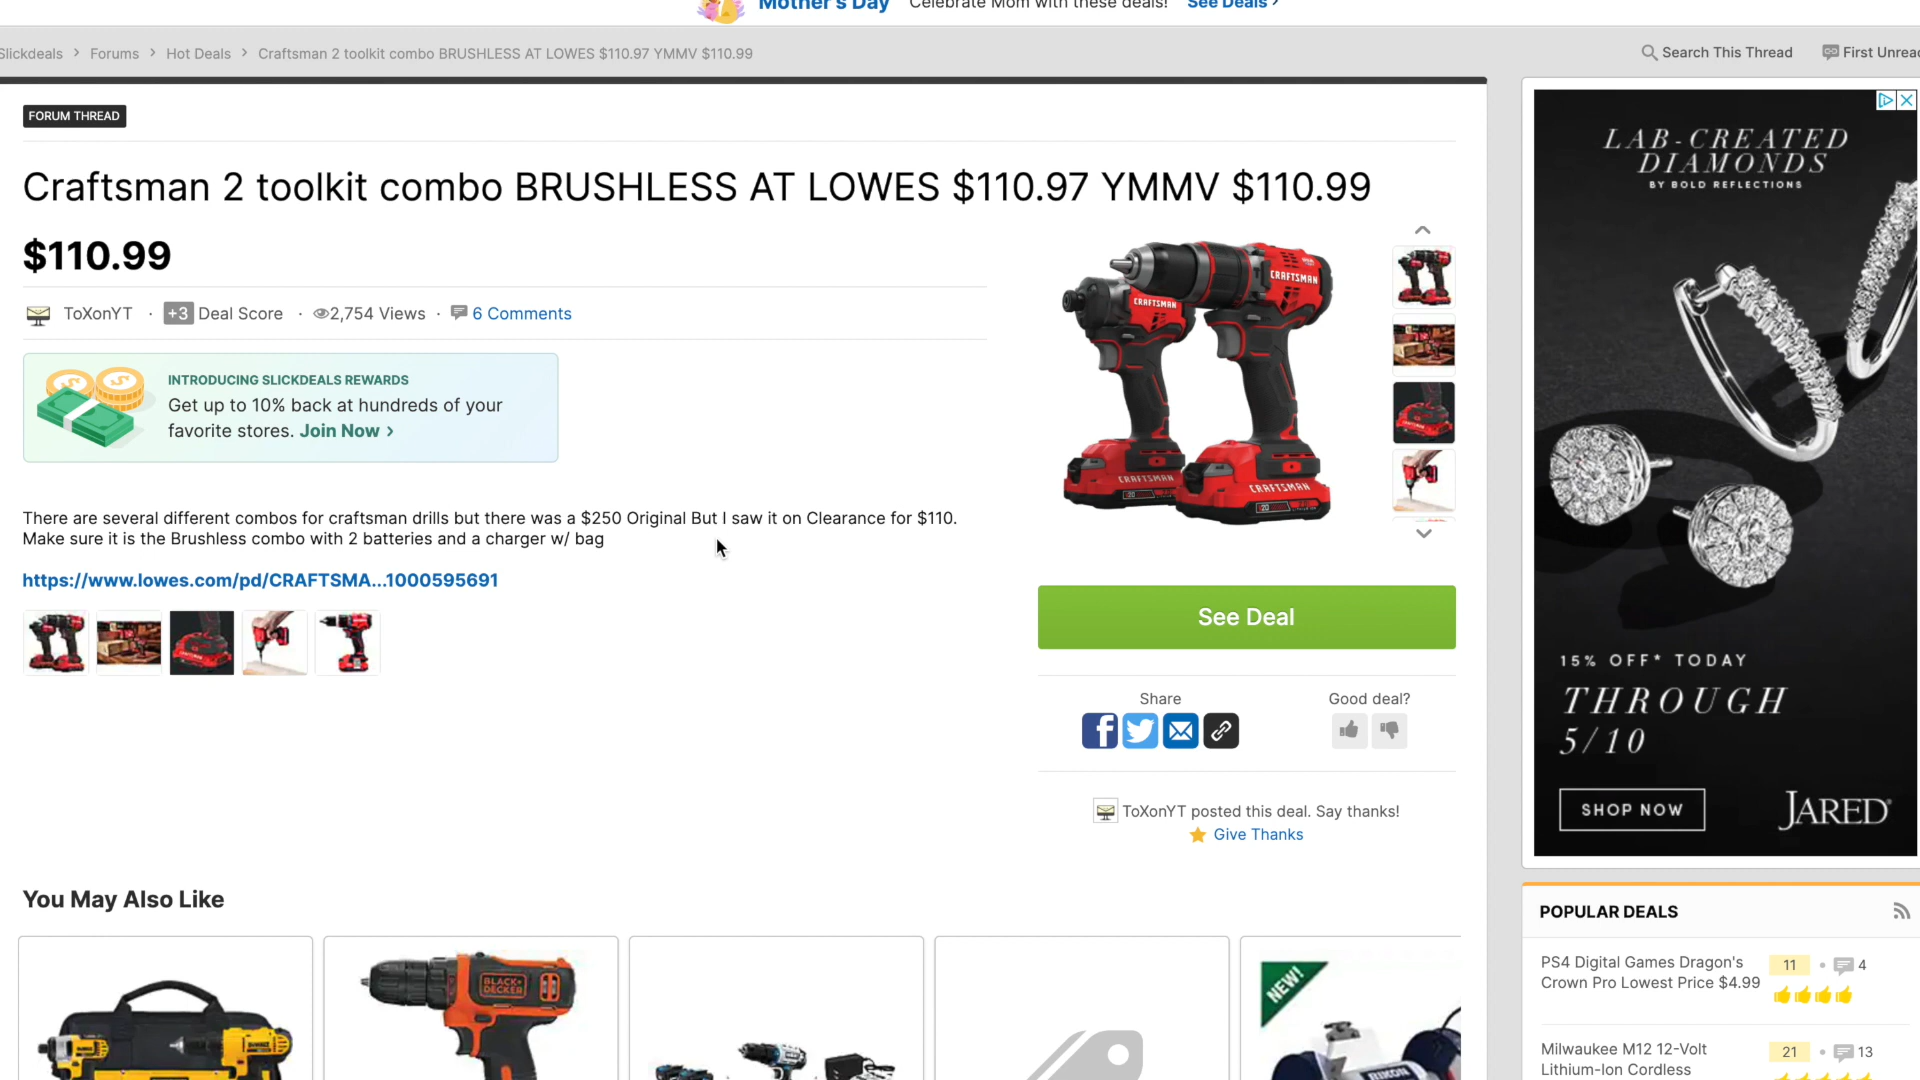 Mother's Day Celebrate Mom with these deals! See Deals ›
Slickdeals > Forums > Hot Deals > Craftsman 2 toolkit combo BRUSHLESS AT LOWES $110.97 YMMV $110.99
Search This Thread First Unread
FORUM THREAD
Craftsman 2 toolkit combo BRUSHLESS AT LOWES $110.97 YMMV $110.99
$110.99
ToXonYT · +3 Deal Score · 2,754 Views · 6 Comments
INTRODUCING SLICKDEALS REWARDS
Get up to 10% back at hundreds of your
favorite stores. Join Now ›
There are several different combos for craftsman drills but there was a $250 Original But I saw it on Clearance for $110.
Make sure it is the Brushless combo with 2 batteries and a charger w/ bag
https://www.lowes.com/pd/CRAFTSMA...1000595691
CRAFTSMAN
CRAFTSMAN
CRAFTSMAN
CRAFTSMAN
See Deal
Share
Good deal?
ToXonYT posted this deal. Say thanks!
Give Thanks
You May Also Like
BLACK+
DECKER
NEW!
RIKON
LAB-CREATED
DIAMONDS
BY BOLD REFLECTIONS
15% OFF* TODAY
THROUGH
5/10
SHOP NOW
JARED®
POPULAR DEALS
PS4 Digital Games Dragon's
Crown Pro Lowest Price $4.99
11 • 4
Milwaukee M12 12-Volt
Lithium-Ion Cordless
21 • 13